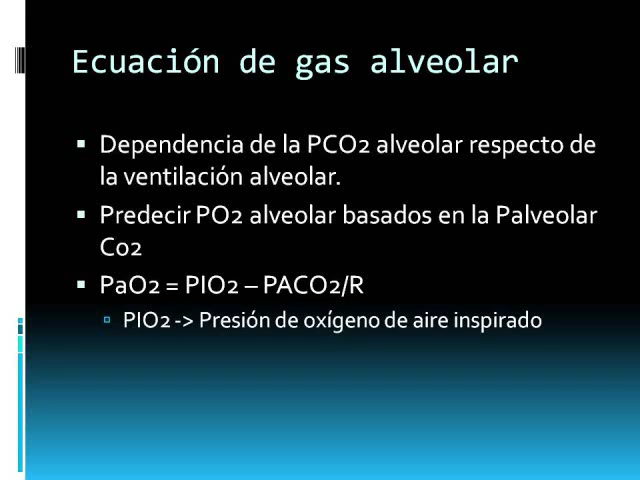 Ecuación de gas alveolar
Dependencia de la PCO2 alveolar respecto de
la ventilación alveolar.
Predecir PO2 alveolar basados en la Palveolar
Co2
PaO2 = PIO2 – PACO2/R
PIO2 -> Presión de oxígeno de aire inspirado